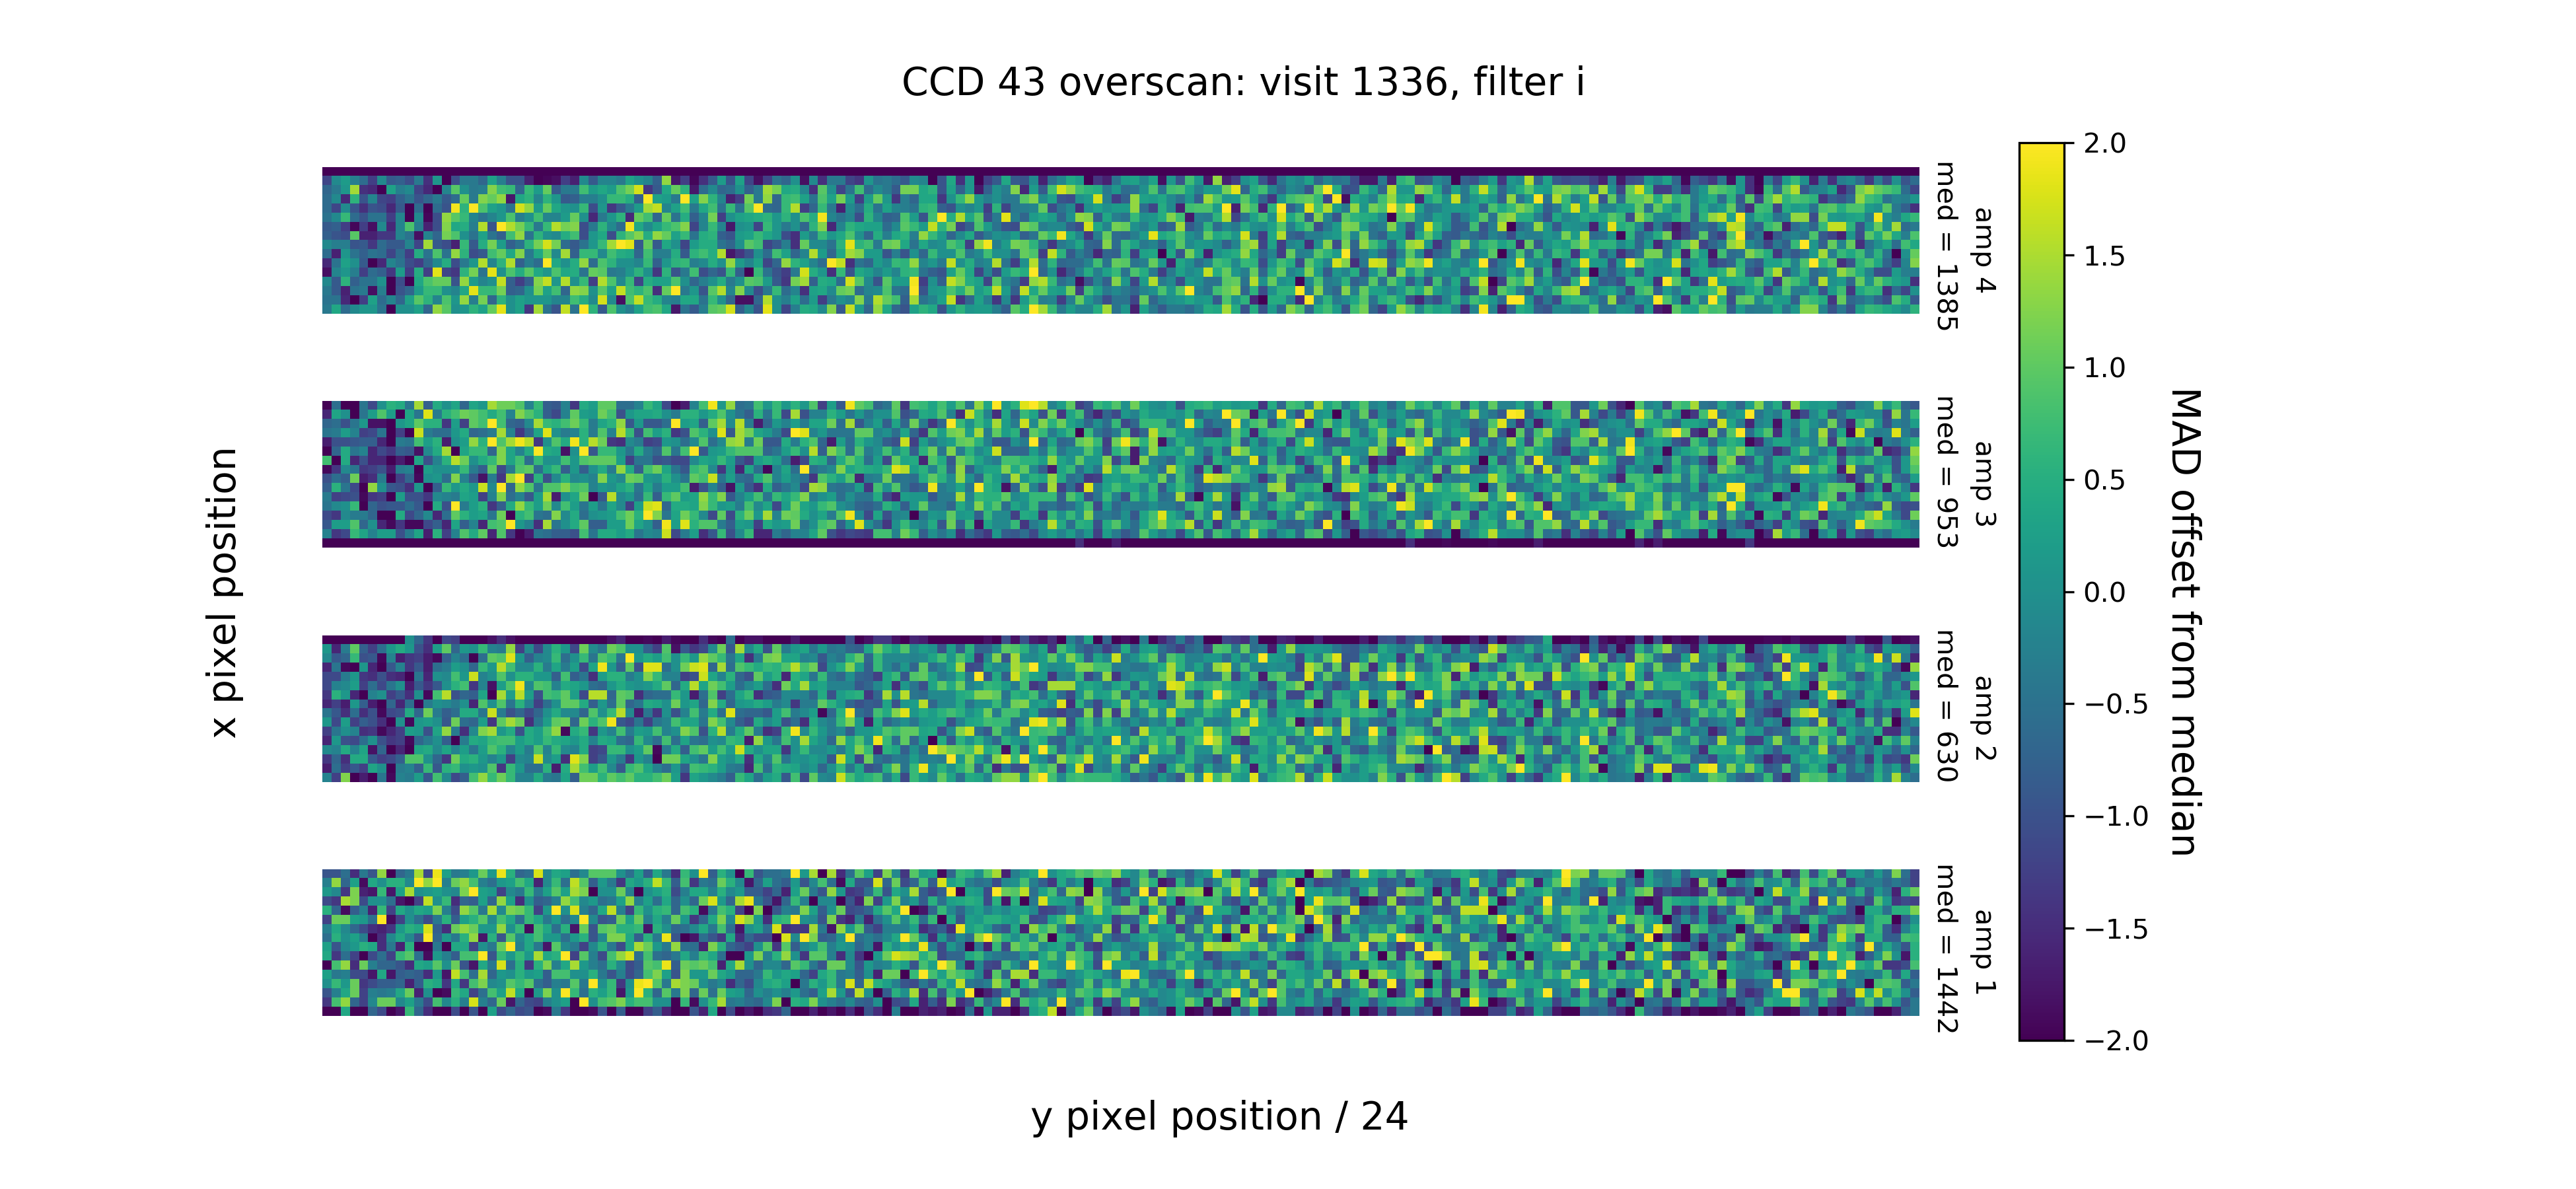 CCD 43 overscan: visit 1336, filter i
x pixel position
amp 4
med = 1385
amp 3
med = 953
amp 2
med = 630
amp 1
med = 1442
y pixel position / 24
2.0
1.5
1.0
0.5
0.0
−0.5
−1.0
−1.5
−2.0
MAD offset from median